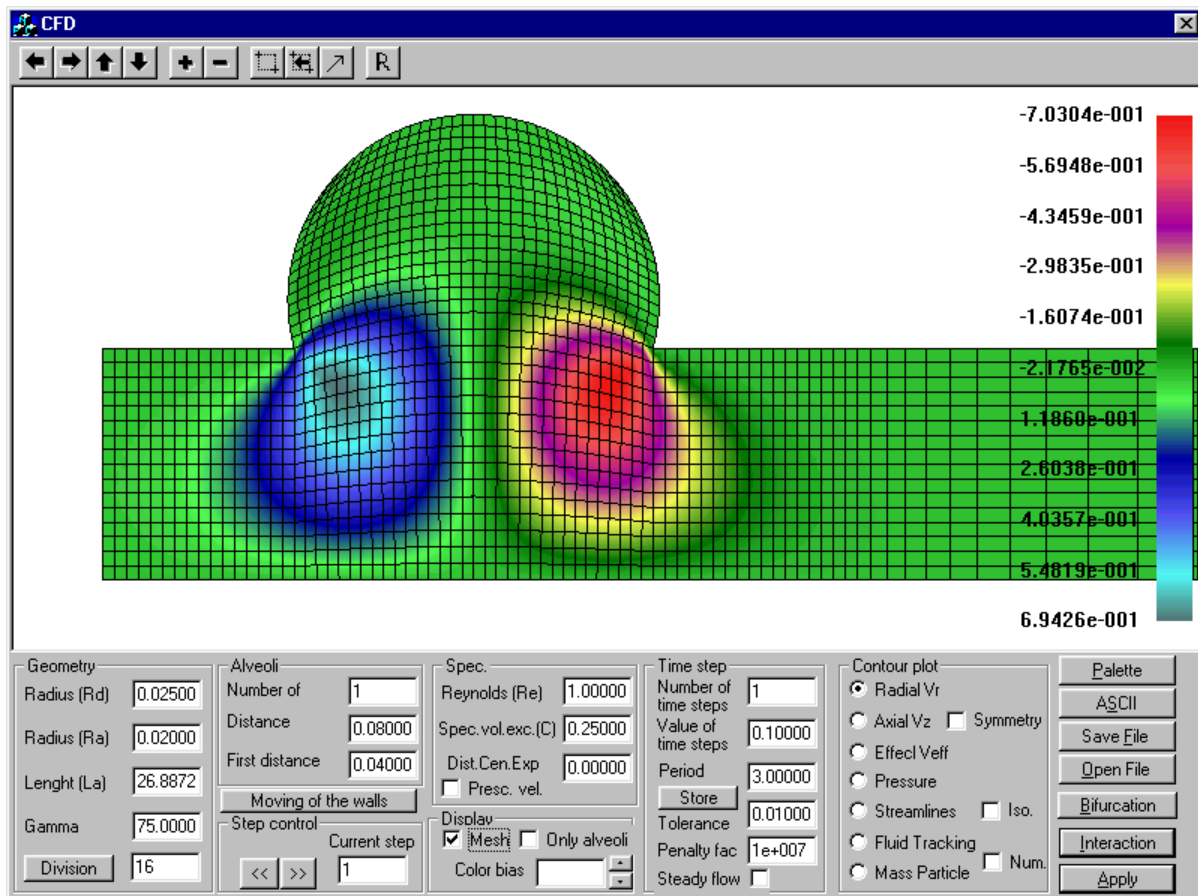 CFD
R
-7.0304e-001
-5.6948e-001
-4.3459e-001
-2.9835e-001
-1.6074e-001
-2.1765e-002
1.1860e-001
2.6038e-001
4.0357e-001
5.4819e-001
6.9426e-001
Geometry
Radius (Rd) 0.02500
Radius (Ra) 0.02000
Lenght (La) 26.8872
Gamma 75.0000
Division 16
Alveoli
Number of 1
Distance 0.08000
First distance 0.04000
Moving of the walls
Step control
Current step
<< >> 1
Spec.
Reynolds (Re) 1.00000
Spec.vol.exc.(C) 0.25000
Dist.Cen.Exp 0.00000
Presc. vel.
Display
Mesh Only alveoli
Color bias
Time step
Number of
time steps 1
Value of
time steps 0.10000
Period 3.00000
Store
Tolerance 0.01000
Penalty fac 1e+007
Steady flow
Contour plot
Radial Vr
Axial Vz Symmetry
Effecl Veff
Pressure
Streamlines Iso.
Fluid Tracking
Mass Particle Num.
Palette
ASCII
Save File
Open File
Bifurcation
Interaction
Apply